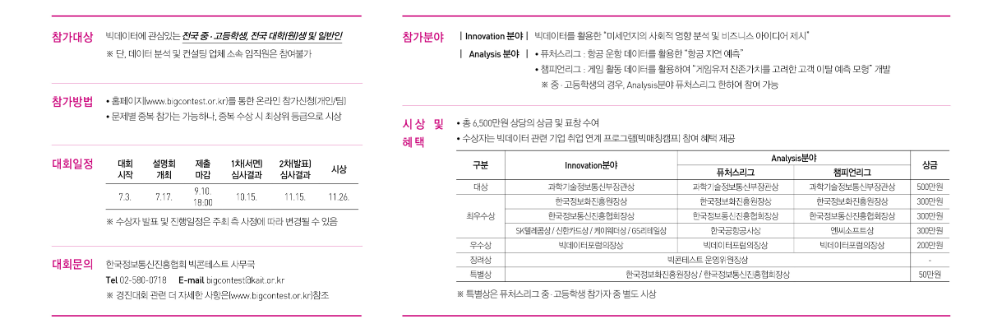 참가대상 빅데이터에 관심있는 전국 중·고등학생, 전국 대학(원)생 및 일반인
※ 단, 데이터 분석 및 컨설팅 업체 소속 임직원은 참여불가
참가방법 • 홈페이지(www.bigcontest.or.kr)를 통한 온라인 참가신청(개인/팀)
• 문제별 중복 참가는 가능하나, 중복 수상 시 최상위 등급으로 시상
대회일정 대회 시작 설명회 개최 제출 마감 1차(서면) 심사결과 2차(발표) 심사결과 시상
7.3. 7.17. 9.10. 18:00 10.15. 11.15. 11.26.
※ 수상자 발표 및 진행일정은 주최 측 사정에 따라 변경될 수 있음
대회문의 한국정보통신진흥협회 빅콘테스트 사무국
Tel 02-580-0718 E-mail bigcontest@kait.or.kr
※ 경진대회 관련 더 자세한 사항은(www.bigcontest.or.kr)참조
참가분야 | Innovation 분야 | 빅데이터를 활용한 "미세먼지의 사회적 영향 분석 및 비즈니스 아이디어 제시"
| Analysis 분야 | • 퓨처스리그 : 항공 운항 데이터를 활용한 "항공 지연 예측"
• 챔피언리그 : 게임 활동 데이터를 활용하여 "게임유저 잔존가치를 고려한 고객 이탈 예측 모형" 개발
※ 중·고등학생의 경우, Analysis분야 퓨처스리그 한하여 참여 가능
시상 및 혜택 • 총 6,500만원 상당의 상금 및 표창 수여
• 수상자는 빅데이터 관련 기업 취업 연계 프로그램(빅매칭캠프) 참여 혜택 제공
구분 Innovation분야 Analysis분야 상금
퓨처스리그 챔피언리그
대상 과학기술정보통신부장관상 과학기술정보통신부장관상 과학기술정보통신부장관상 500만원
최우수상 한국정보화진흥원장상 한국정보화진흥원장상 한국정보화진흥원장상 300만원
한국정보통신진흥협회장상 한국정보통신진흥협회장상 한국정보통신진흥협회장상 300만원
SK텔레콤상 / 신한카드상 / 케이웨더상 / GS리테일상 한국공항공사상 엔씨소프트상 300만원
우수상 빅데이터포럼의장상 빅데이터포럼의장상 빅데이터포럼의장상 200만원
장려상 빅콘테스트 운영위원장상 -
특별상 한국정보화진흥원장상 / 한국정보통신진흥협회장상 50만원
※ 특별상은 퓨처스리그 중·고등학생 참가자 중 별도 시상